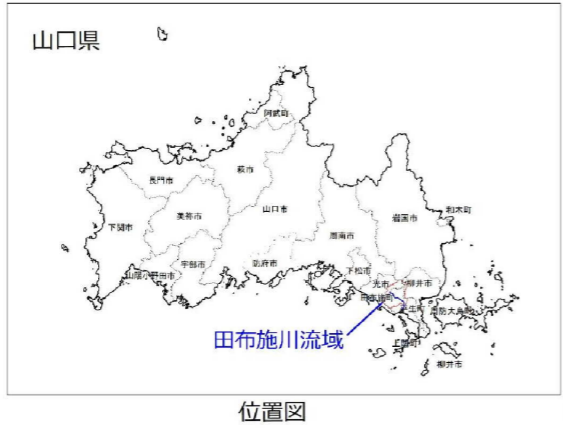 山口県
阿武町
萩市
長門市
山口市
美祢市
岩国市
和木町
下関市
周南市
宇部市
防府市
下松市
山陽小野田市
光市
柳井市
田布施町
平生町
周防大島町
田布施川流域
上関町
柳井市
位置図